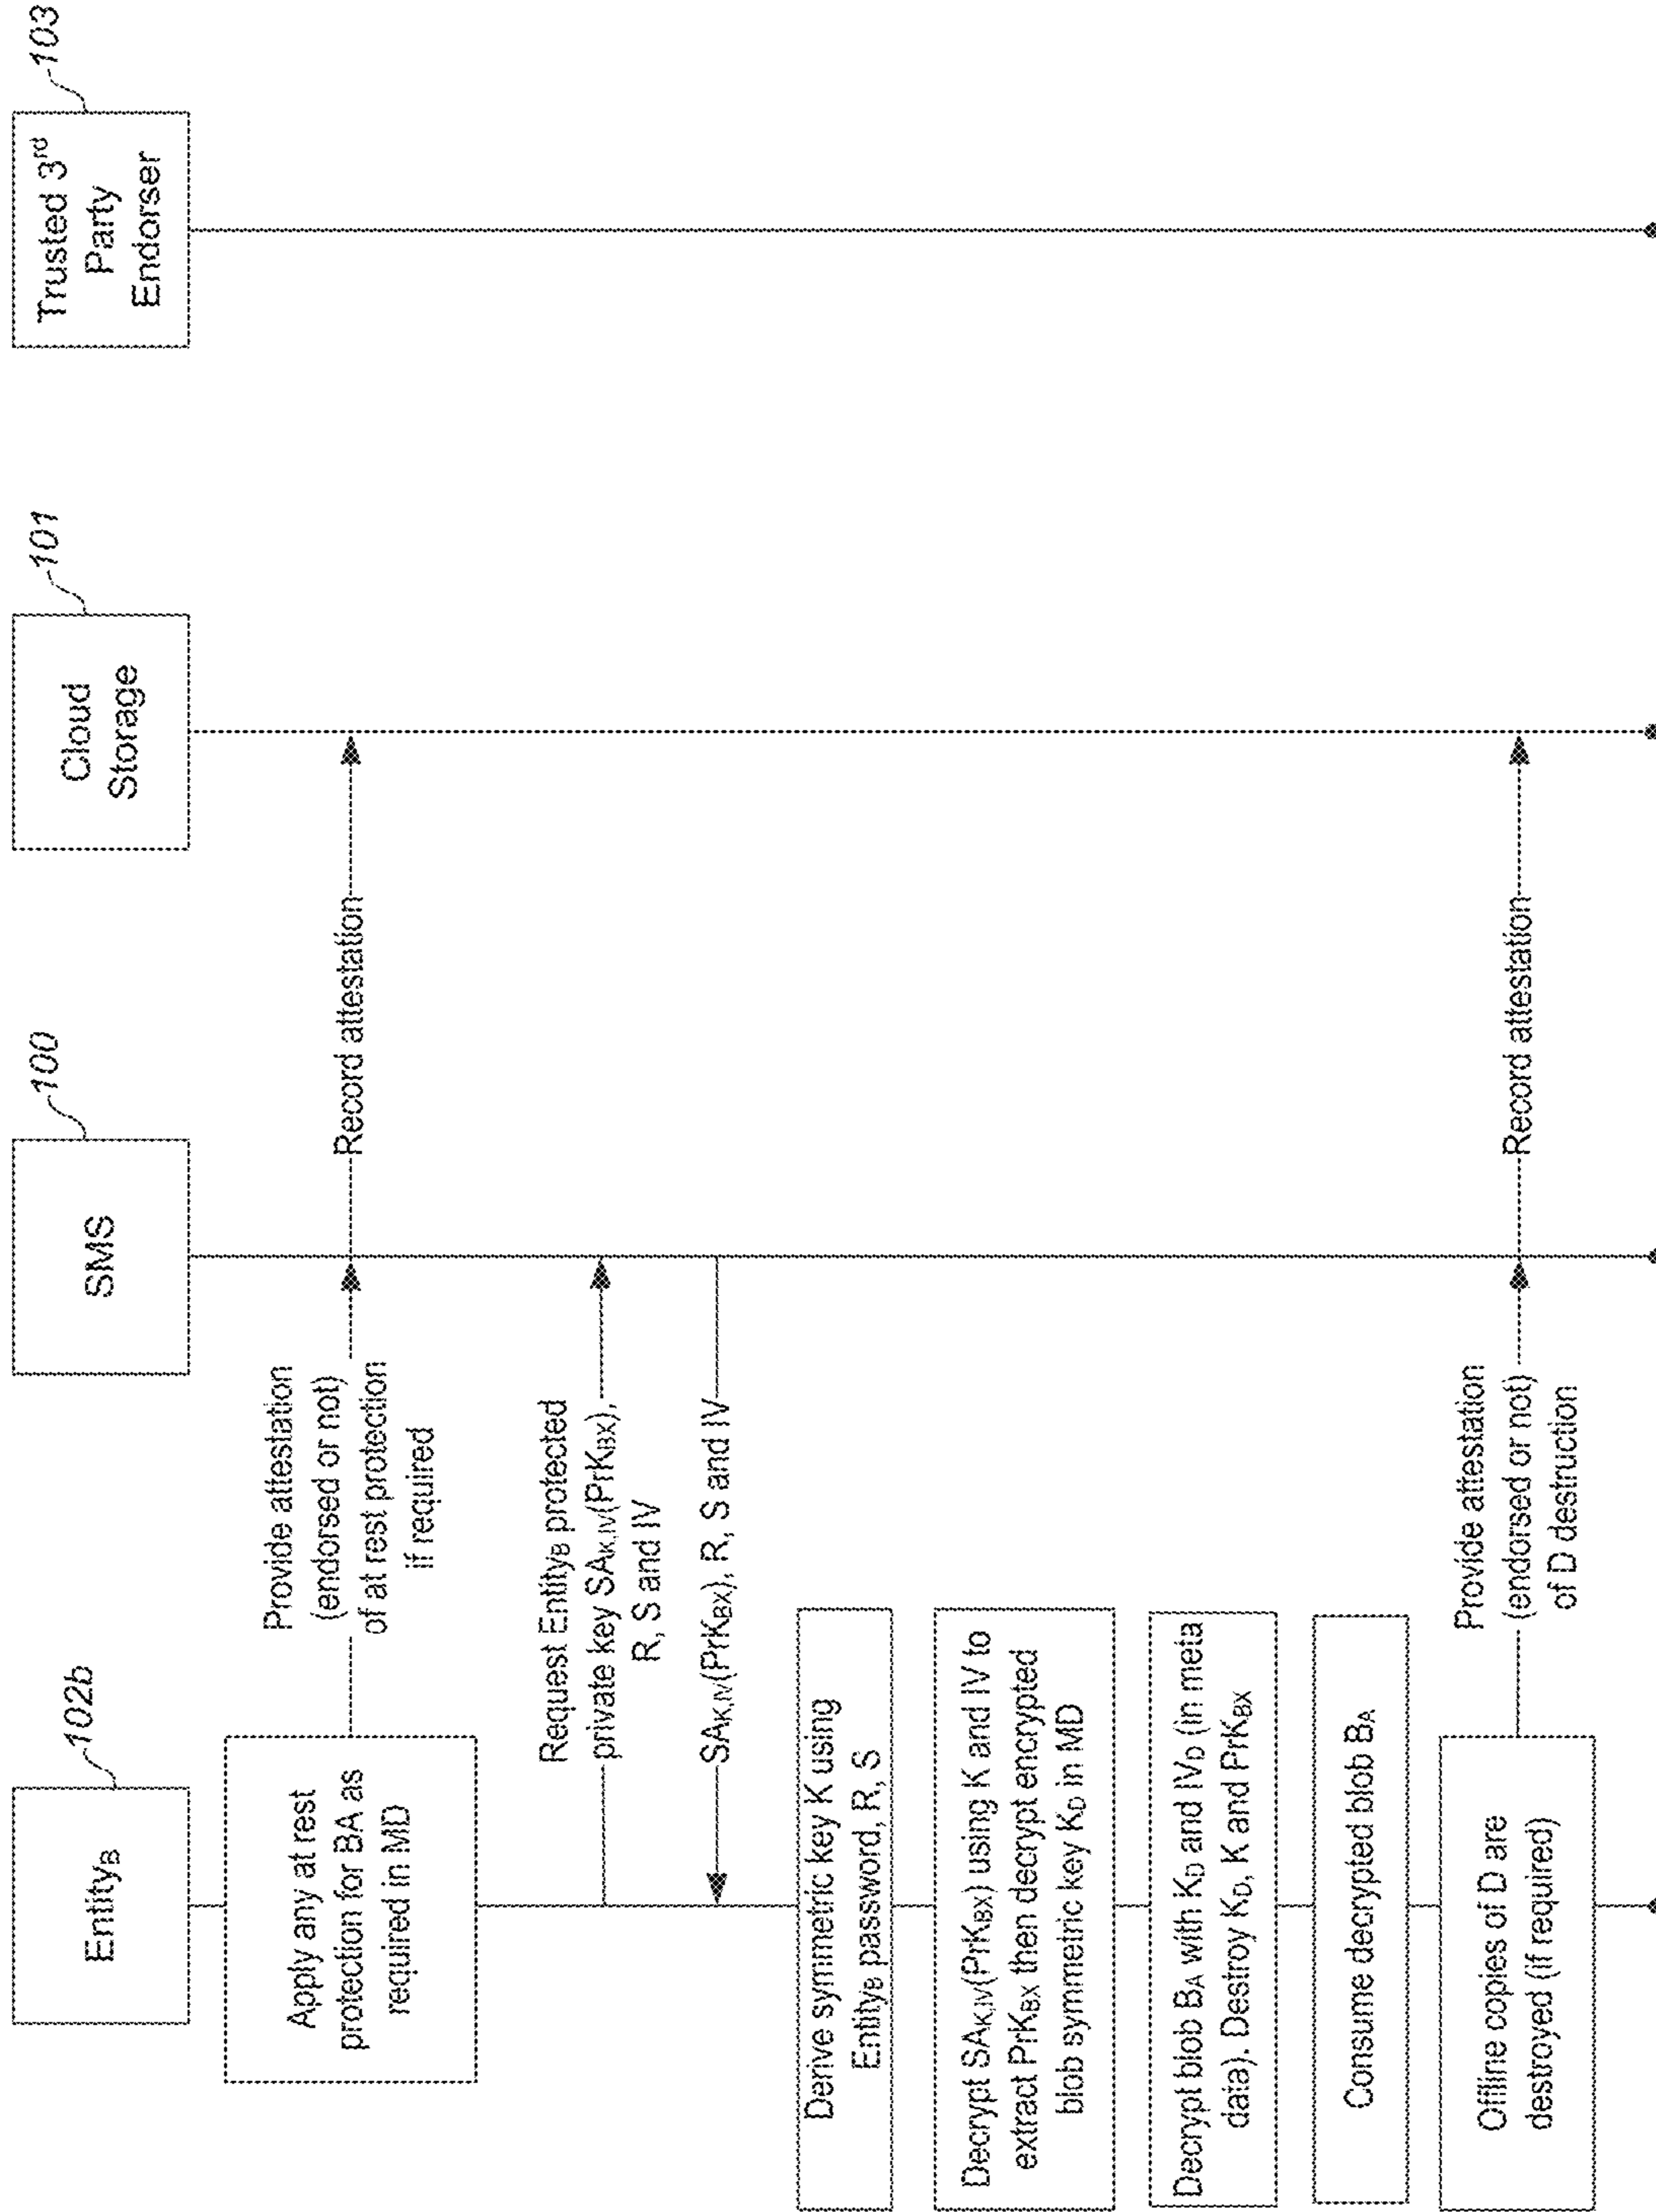 Entity_B
102b
SMS
100
Cloud
Storage
101
Trusted 3rd
Party
Endorser
103
Apply any at rest
protection for BA as
required in MD
Provide attestation
(endorsed or not)
of at rest protection
if required
Record attestation
Request Entity_B protected
private key SA_K,IV(PrK_BX),
R, S and IV
SA_K,IV(PrK_BX), R, S and IV
Derive symmetric key K using
Entity_B password, R, S
Decrypt SA_K,IV(PrK_BX) using K and IV to
extract PrK_BX then decrypt encrypted
blob symmetric key K_D in MD
Decrypt blob B_A with K_D and IV_D (in meta
data). Destroy K_D, K and PrK_BX
Consume decrypted blob B_A
Offline copies of D are
destroyed (if required)
Provide attestation
(endorsed or not)
of D destruction
Record attestation